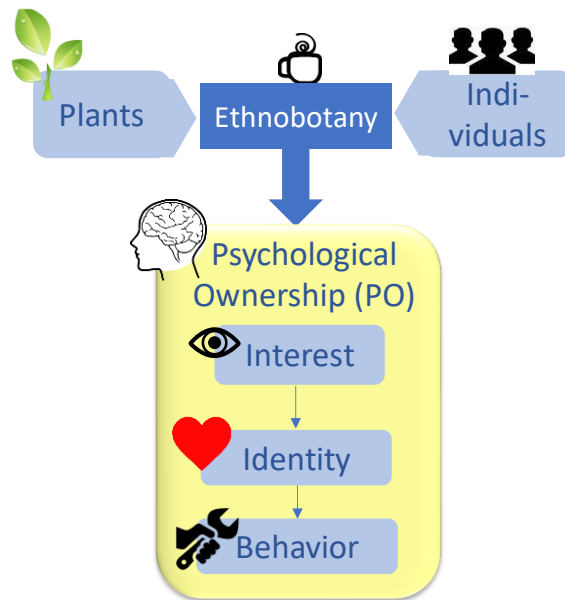 Plants
Ethnobotany
Indi-
viduals
Psychological
Ownership (PO)
Interest
Identity
Behavior